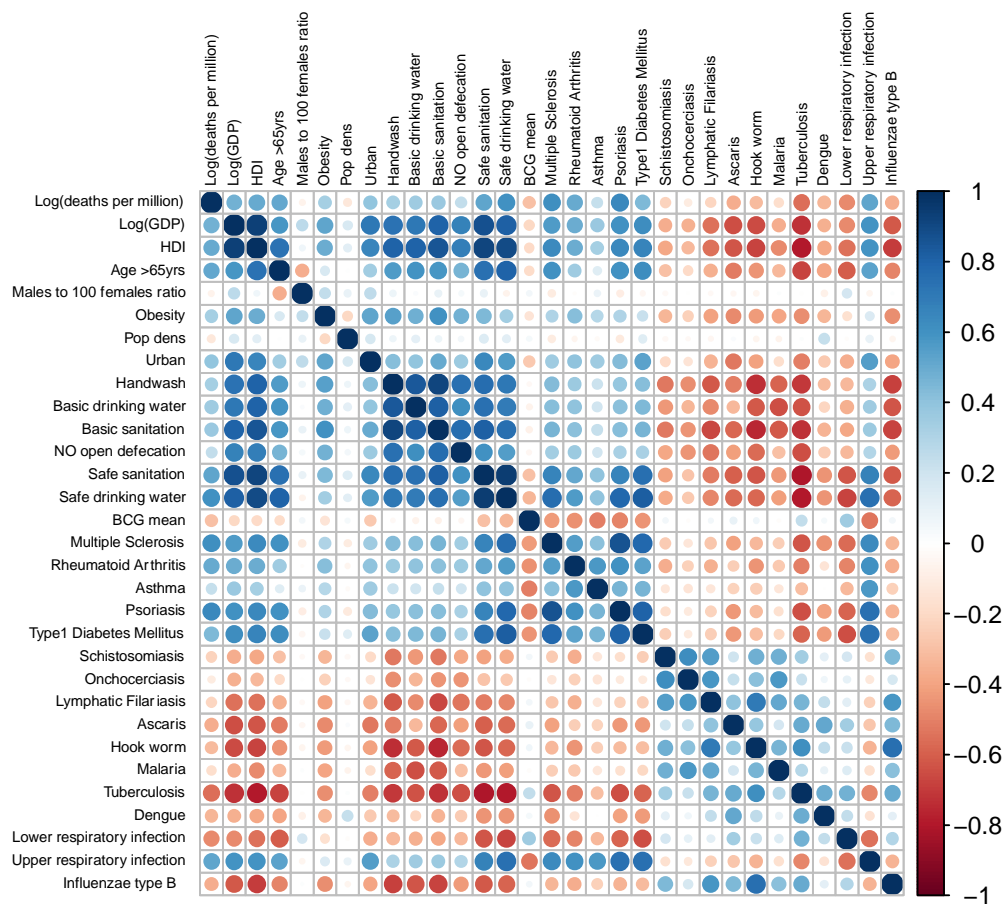 Log(deaths per million)
Log(GDP)
HDI
Age >65yrs
Males to 100 females ratio
Obesity
Pop dens
Urban
Handwash
Basic drinking water
Basic sanitation
NO open defecation
Safe sanitation
Safe drinking water
BCG mean
Multiple Sclerosis
Rheumatoid Arthritis
Asthma
Psoriasis
Type1 Diabetes Mellitus
Schistosomiasis
Onchocerciasis
Lymphatic Filariasis
Ascaris
Hook worm
Malaria
Tuberculosis
Dengue
Lower respiratory infection
Upper respiratory infection
Influenzae type B
Log(deaths per million)
Log(GDP)
HDI
Age >65yrs
Males to 100 females ratio
Obesity
Pop dens
Urban
Handwash
Basic drinking water
Basic sanitation
NO open defecation
Safe sanitation
Safe drinking water
BCG mean
Multiple Sclerosis
Rheumatoid Arthritis
Asthma
Psoriasis
Type1 Diabetes Mellitus
Schistosomiasis
Onchocerciasis
Lymphatic Filariasis
Ascaris
Hook worm
Malaria
Tuberculosis
Dengue
Lower respiratory infection
Upper respiratory infection
Influenzae type B
1
0.8
0.6
0.4
0.2
0
−0.2
−0.4
−0.6
−0.8
−1